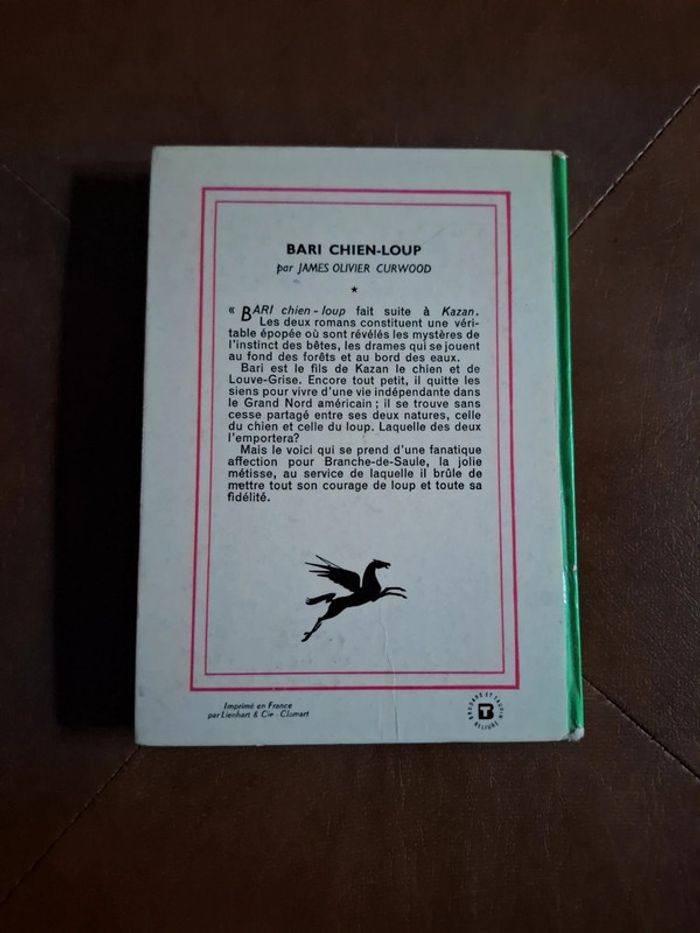 BARI CHIEN-LOUP
par JAMES OLIVIER CURWOOD
★
« BARI chien-loup fait suite à Kazan.
Les deux romans constituent une véri-
table épopée où sont révélés les mystères de
l'instinct des bêtes, les drames qui se jouent
au fond des forêts et au bord des eaux.
Bari est le fils de Kazan le chien et de
Louve-Grise. Encore tout petit, il quitte les
siens pour vivre d'une vie indépendante dans
le Grand Nord américain ; il se trouve sans
cesse partagé entre ses deux natures, celle
du chien et celle du loup. Laquelle des deux
l'emportera?
Mais le voici qui se prend d'une fanatique
affection pour Branche-de-Saule, la jolie
métisse, au service de laquelle il brûle de
mettre tout son courage de loup et toute sa
fidélité.
Imprimé en France
par Lienhart & Cie - Clamart
BRODARD ET TAUPIN
RELIURE